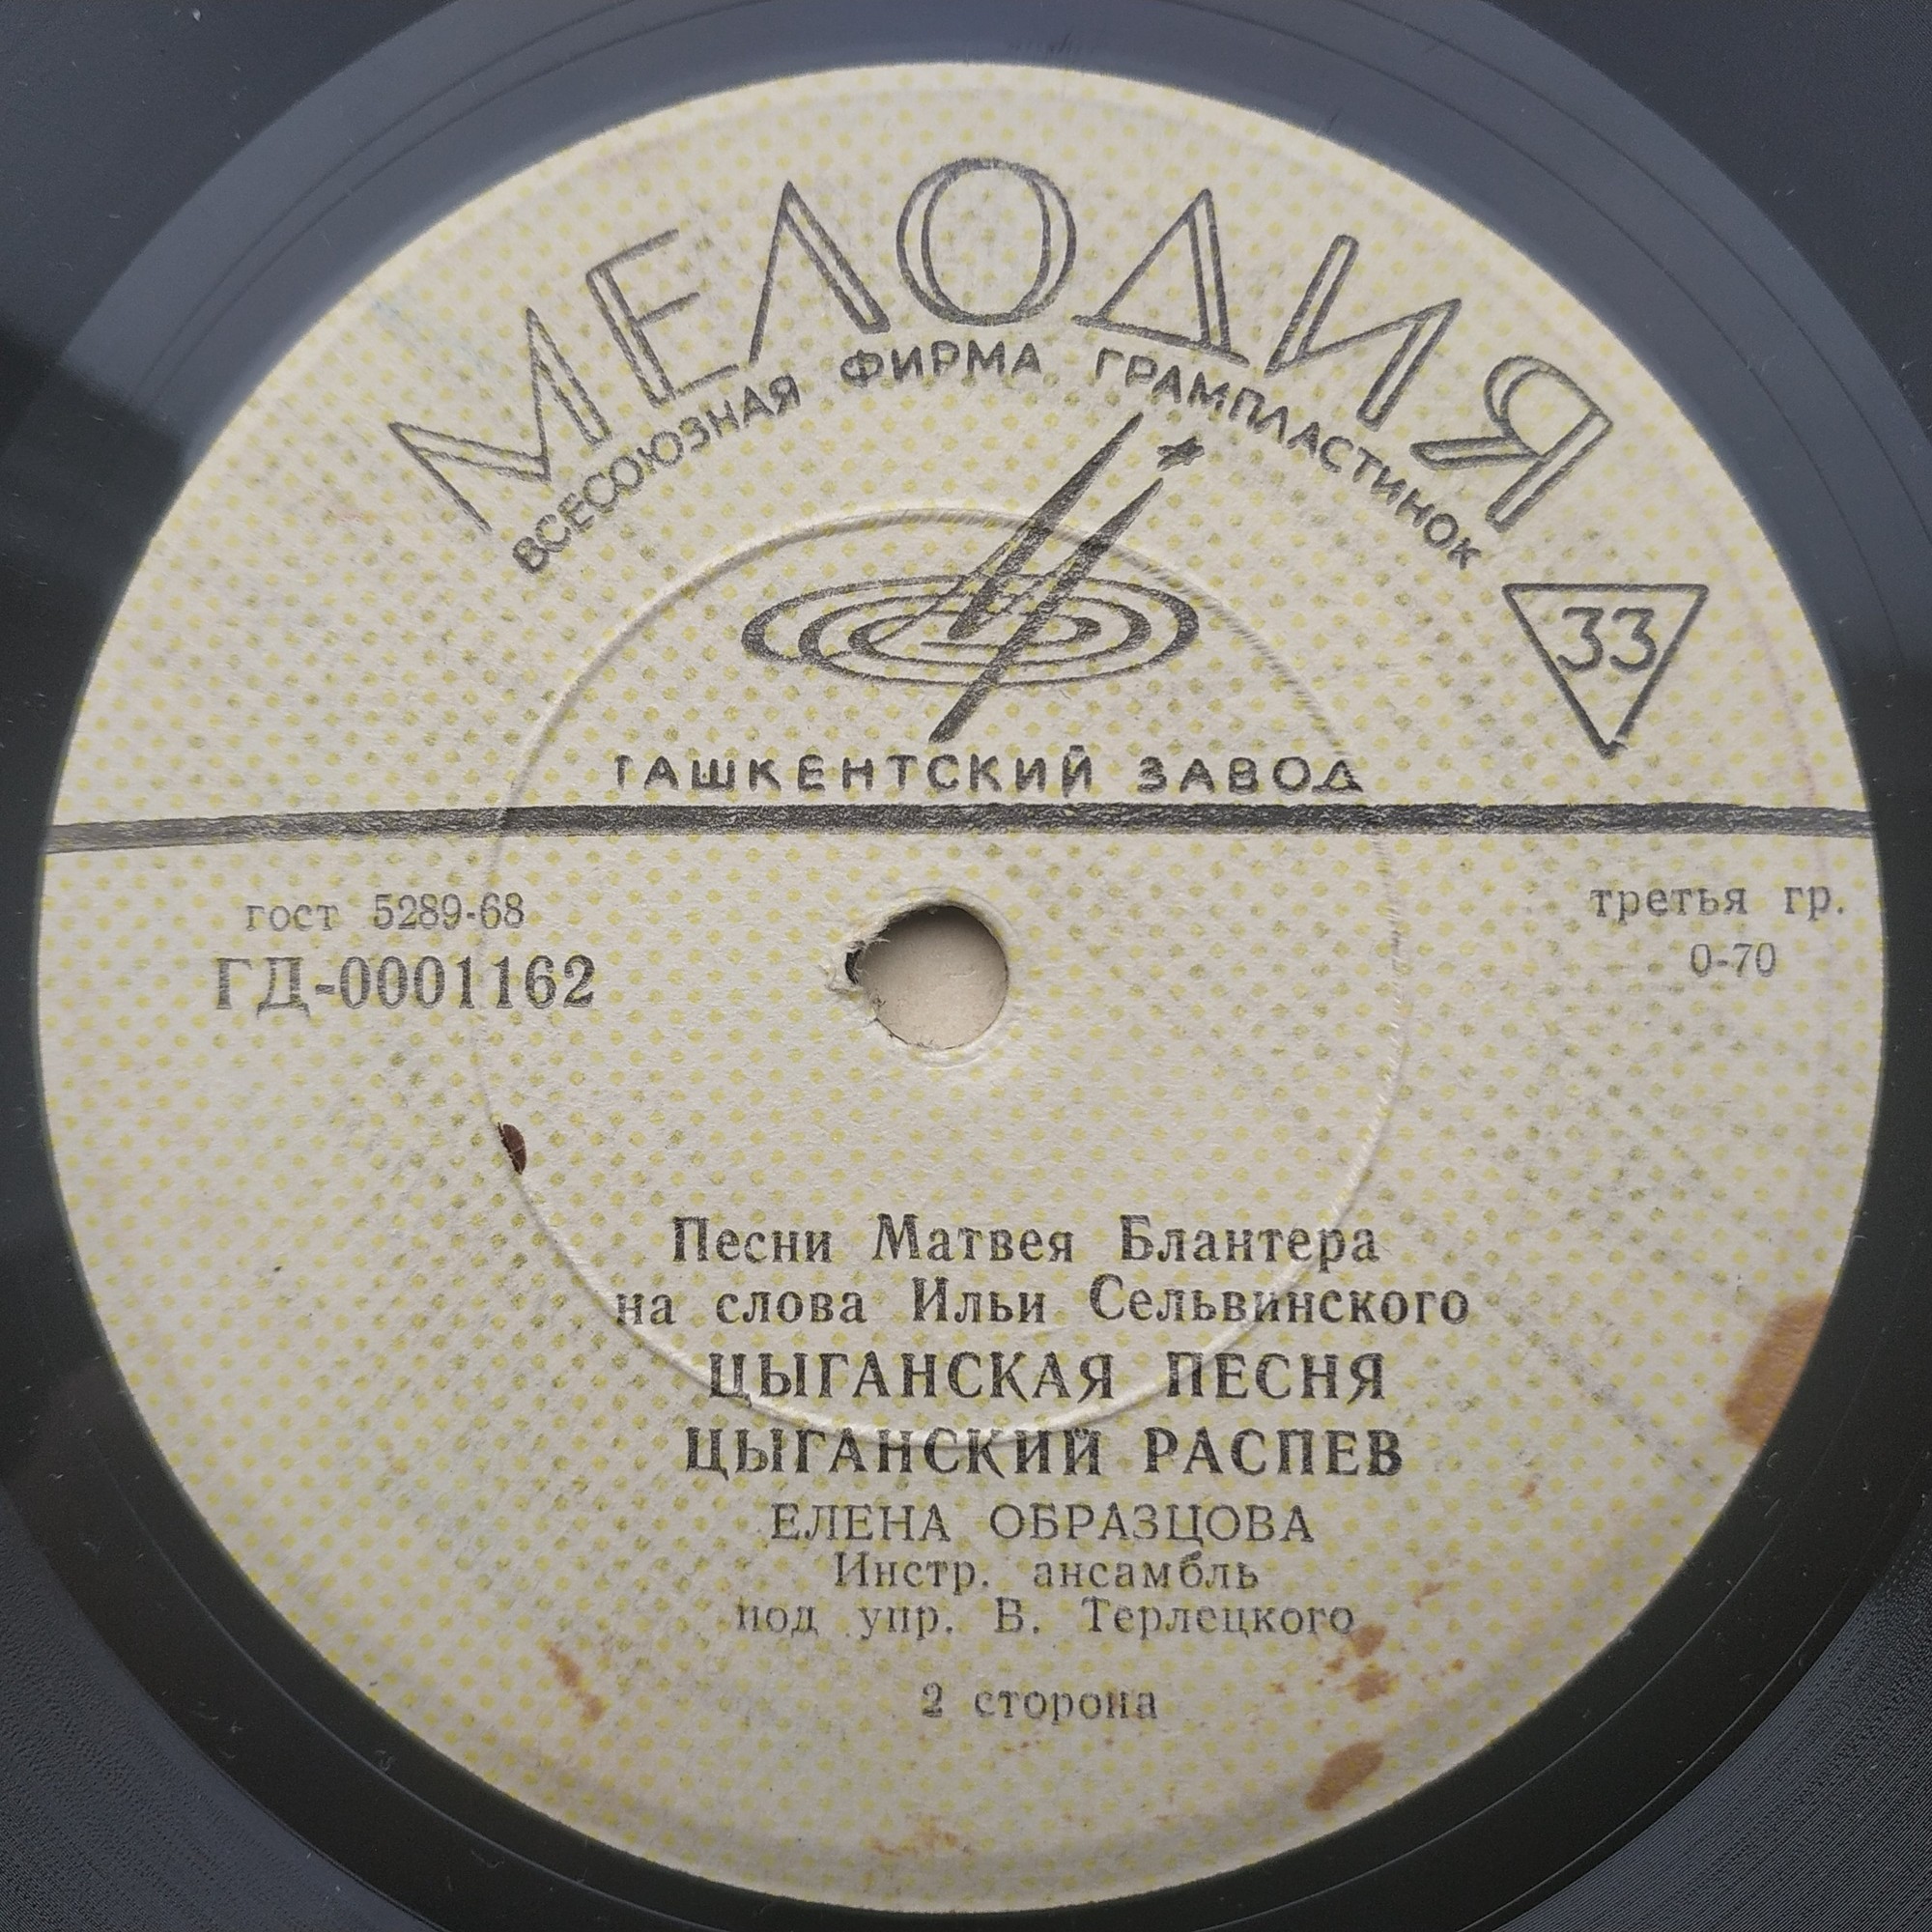 МЕЛОДИЯ
ВСЕСОЮЗНАЯ ФИРМА ГРАМПЛАСТИНОК
33
ТАШКЕНТСКИЙ ЗАВОД
гост 5289-68
третья гр.
ГД-0001162
0-70
Песни Матвея Блантера
на слова Ильи Сельвинского
ЦЫГАНСКАЯ ПЕСНЯ
ЦЫГАНСКИЙ РАСПЕВ
ЕЛЕНА ОБРАЗЦОВА
Инстр. ансамбль
под упр. В. Терлецкого
2 сторона